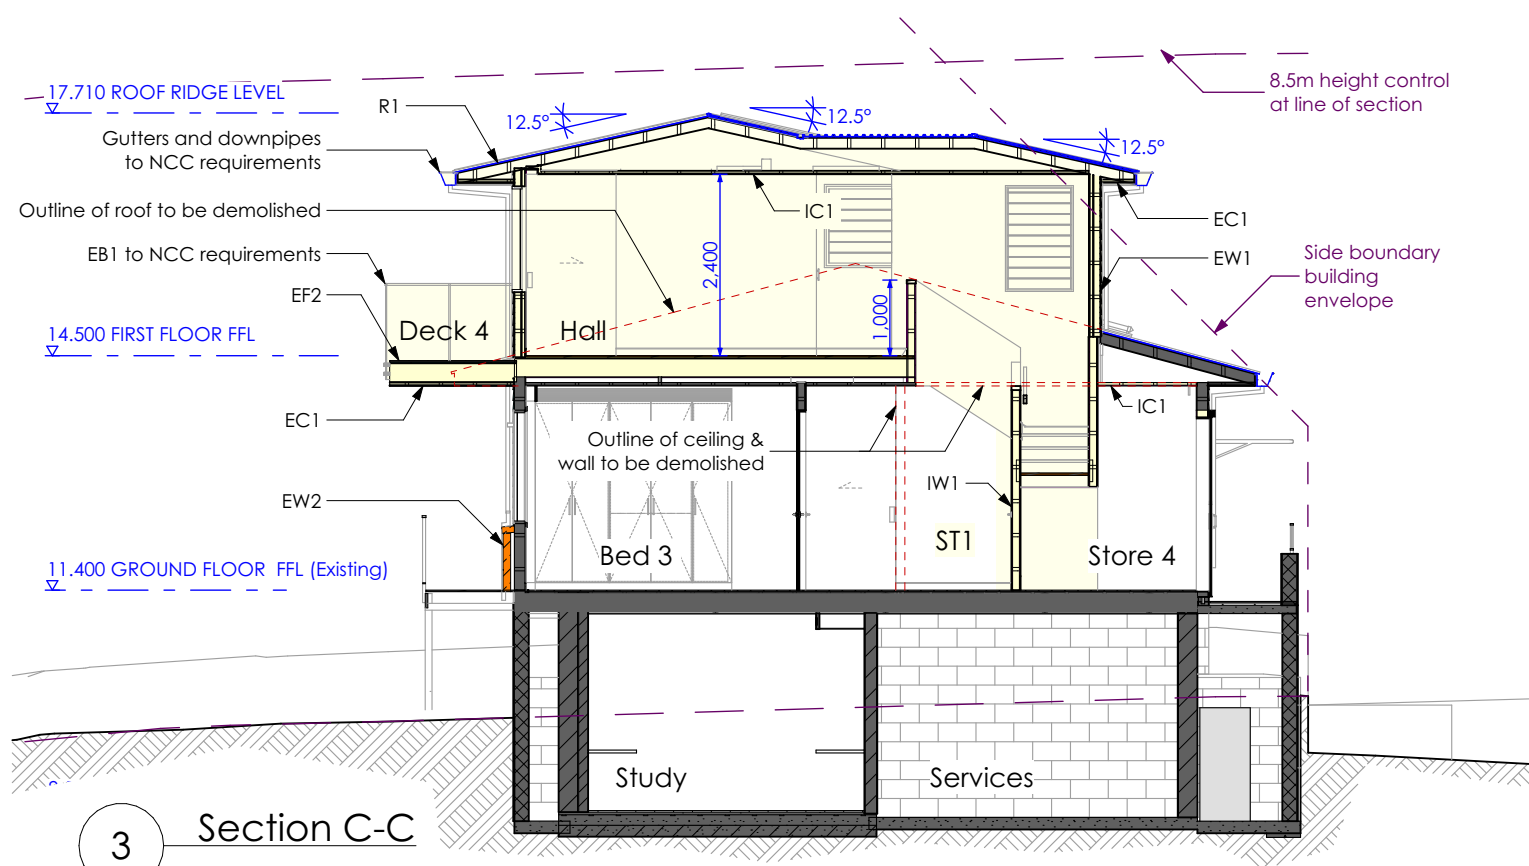 8.5m height control
at line of section
17.710 ROOF RIDGE LEVEL
R1
12.5°
12.5°
12.5°
Gutters and downpipes
to NCC requirements
Outline of roof to be demolished
IC1
EC1
EB1 to NCC requirements
EW1
Side boundary
building
envelope
2,400
1,000
EF2
Deck 4
Hall
14.500 FIRST FLOOR FFL
EC1
IC1
Outline of ceiling &
wall to be demolished
EW2
IW1
Bed 3
ST1
Store 4
11.400 GROUND FLOOR FFL (Existing)
Study
Services
3
Section C-C